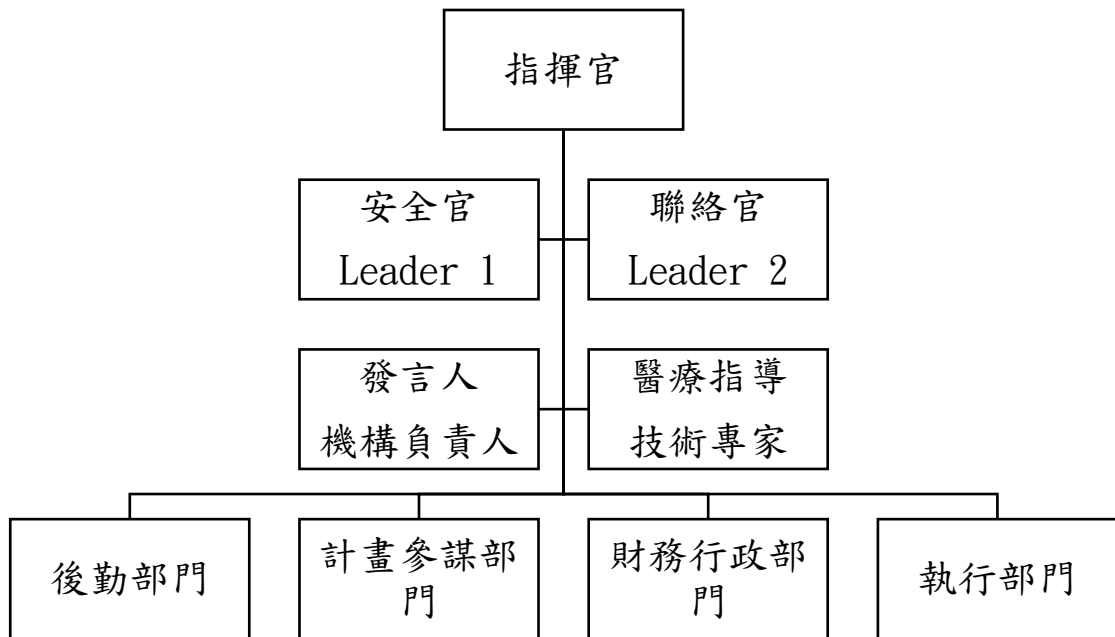 指揮官
安全官
Leader 1
聯絡官
Leader 2
發言人
機構負責人
醫療指導
技術專家
後勤部門
計畫參謀部
門
財務行政部
門
執行部門